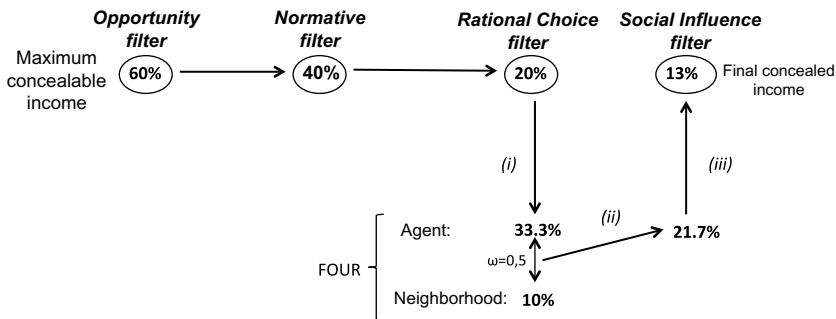 Opportunity
filter
Normative
filter
Rational Choice
filter
Social Influence
filter
Maximum
concealable
income
60%
40%
20%
13%
Final concealed
income
(i)
(ii)
(iii)
FOUR
Agent:
33.3%
21.7%
ω=0,5
Neighborhood:
10%